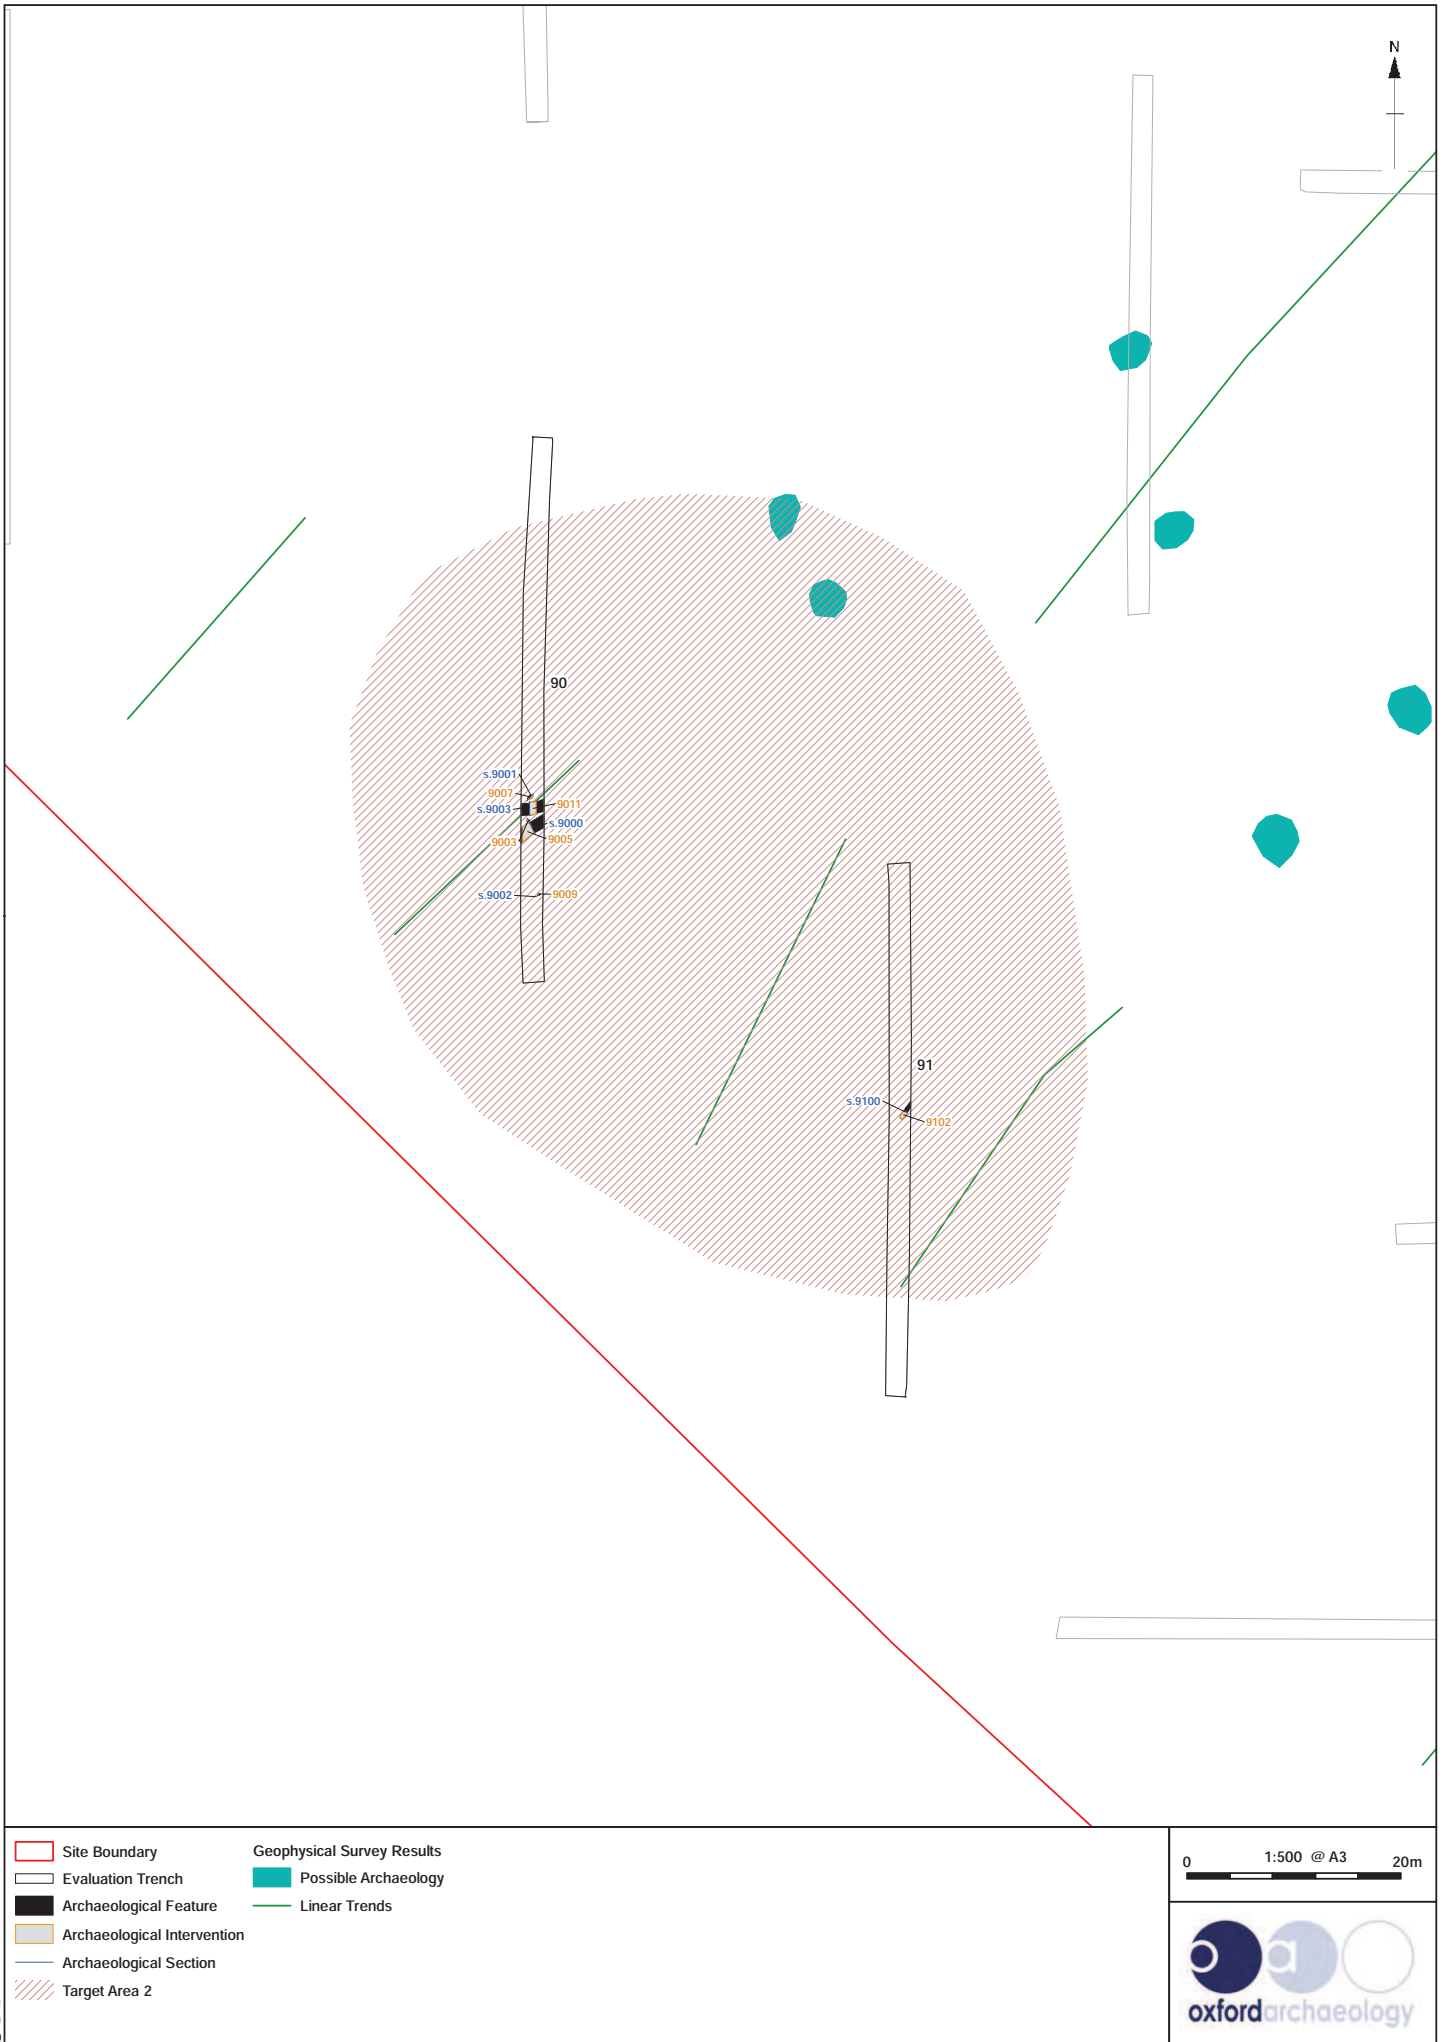 N
90
s.9001
9007
9011
s.9003
s.9000
9003
9005
s.9002
9009
91
s.9100
9102
Site Boundary
Evaluation Trench
Archaeological Feature
Archaeological Intervention
Archaeological Section
Target Area 2
Geophysical Survey Results
Possible Archaeology
Linear Trends
0 1:500 @ A3 20m
oa
oxfordarchaeology